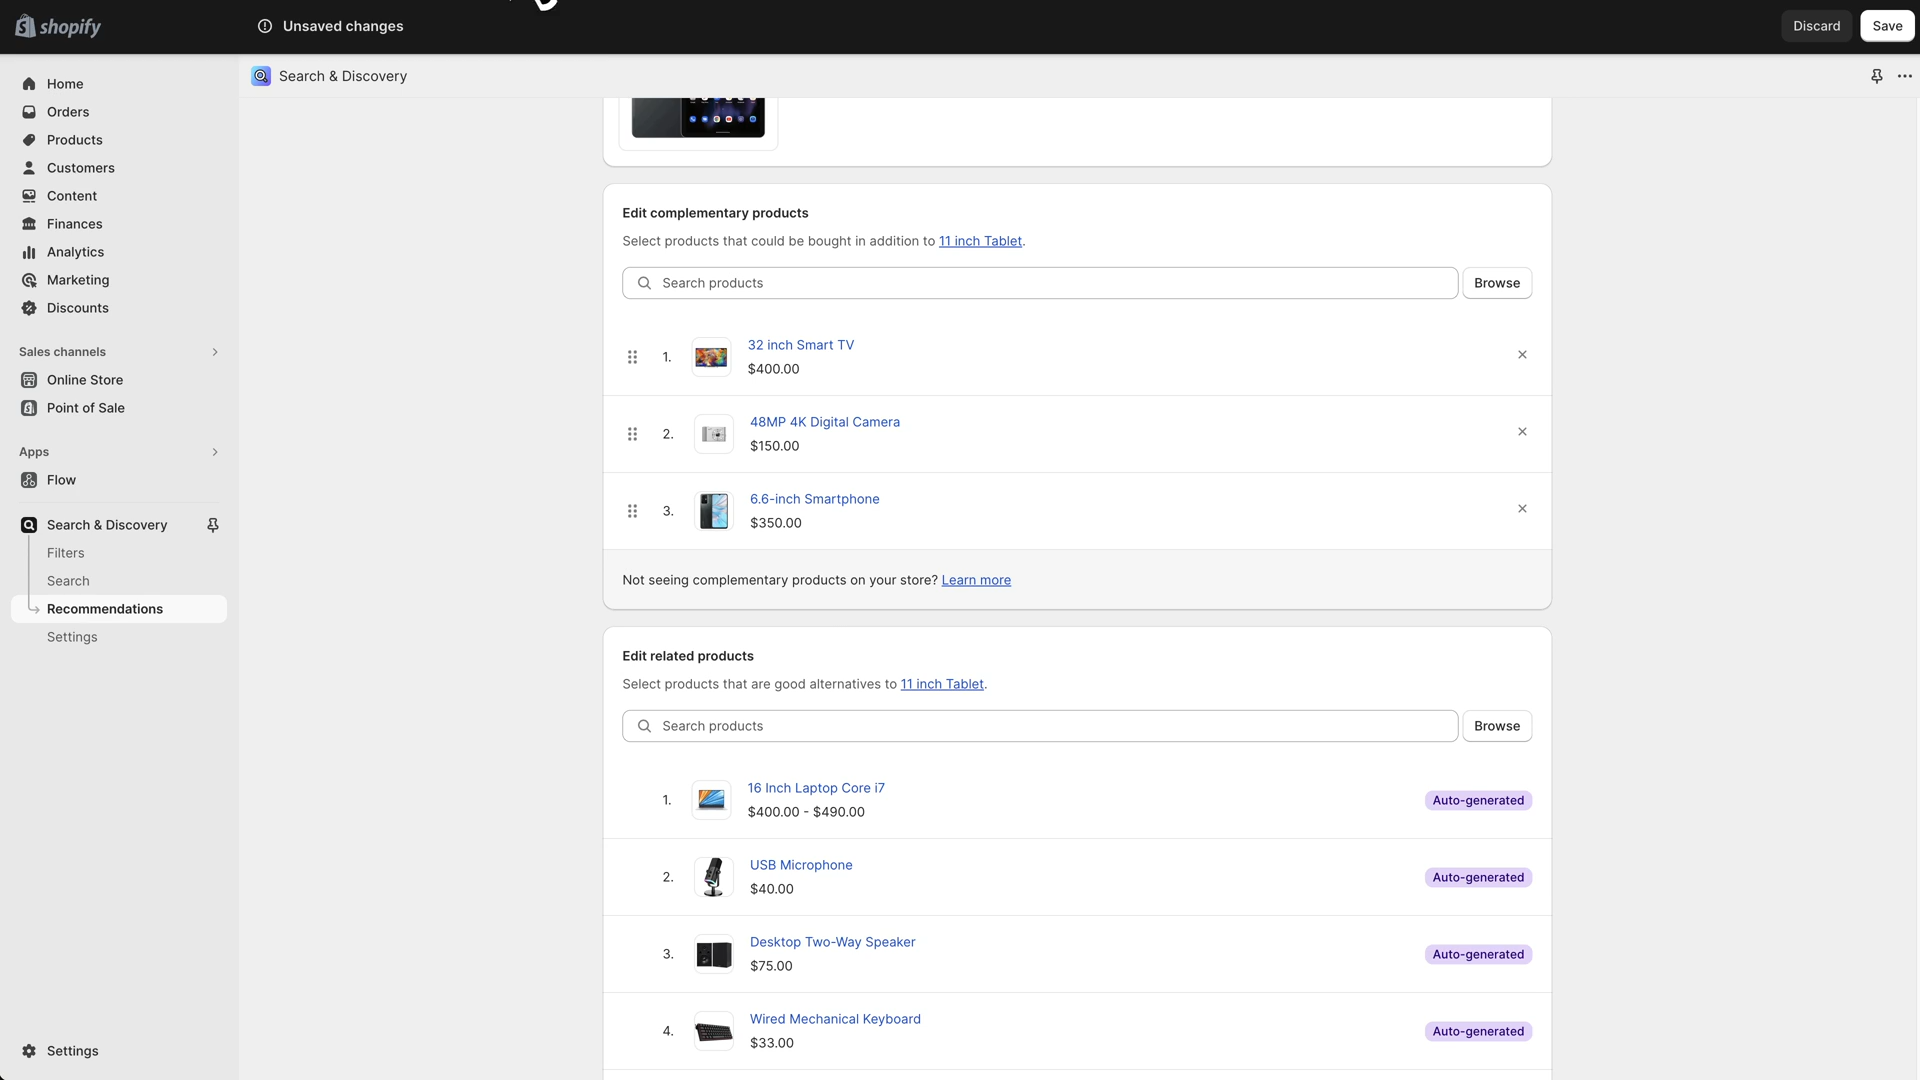 shopify
Unsaved changes
Discard
Save
Search & Discovery
Home
Orders
Products
Customers
Content
Finances
Analytics
Marketing
Discounts
Sales channels
Online Store
Point of Sale
Apps
Flow
Search & Discovery
Filters
Search
Recommendations
Settings
Settings
Edit complementary products
Select products that could be bought in addition to 11 inch Tablet.
Search products
Browse
1.
32 inch Smart TV
$400.00
2.
48MP 4K Digital Camera
$150.00
3.
6.6-inch Smartphone
$350.00
Not seeing complementary products on your store? Learn more
Edit related products
Select products that are good alternatives to 11 inch Tablet.
Search products
Browse
1.
16 Inch Laptop Core i7
$400.00 - $490.00
Auto-generated
2.
USB Microphone
$40.00
Auto-generated
3.
Desktop Two-Way Speaker
$75.00
Auto-generated
4.
Wired Mechanical Keyboard
$33.00
Auto-generated